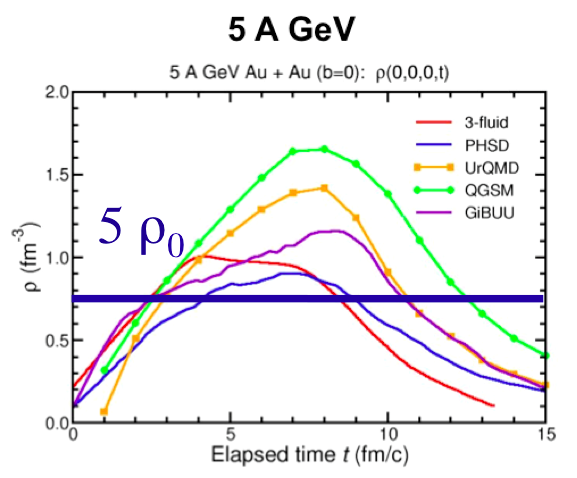 5 A GeV
5 A GeV Au + Au (b=0): ρ(0,0,0,t)
2.0
1.5
1.0
0.5
0.0
ρ (fm⁻³)
3-fluid
PHSD
UrQMD
QGSM
GiBUU
5 ρ₀
0
5
10
15
Elapsed time t (fm/c)